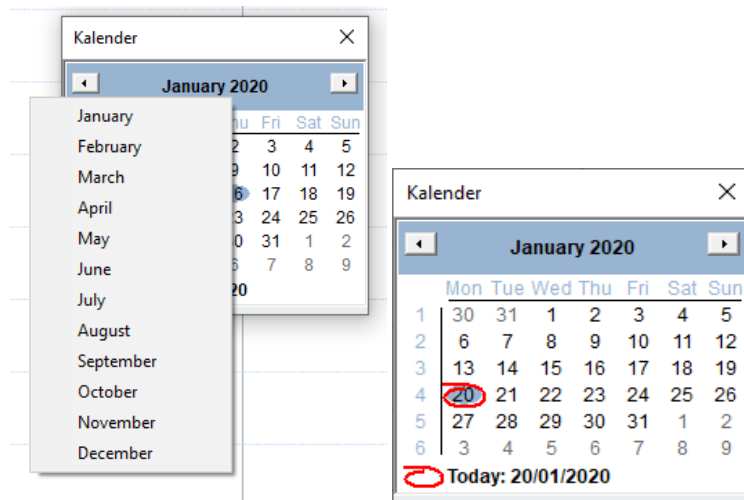 Kalender
January 2020
January
February
March
April
May
June
July
August
September
October
November
December
Fri Sat Sun
2 3 4 5
9 10 11 12
6 17 18 19
3 24 25 26
0 31 1 2
6 7 8 9
20
Kalender
January 2020
Mon Tue Wed Thu Fri Sat Sun
1 30 31 1 2 3 4 5
2 6 7 8 9 10 11 12
3 13 14 15 16 17 18 19
4 20 21 22 23 24 25 26
5 27 28 29 30 31 1 2
6 3 4 5 6 7 8 9
Today: 20/01/2020